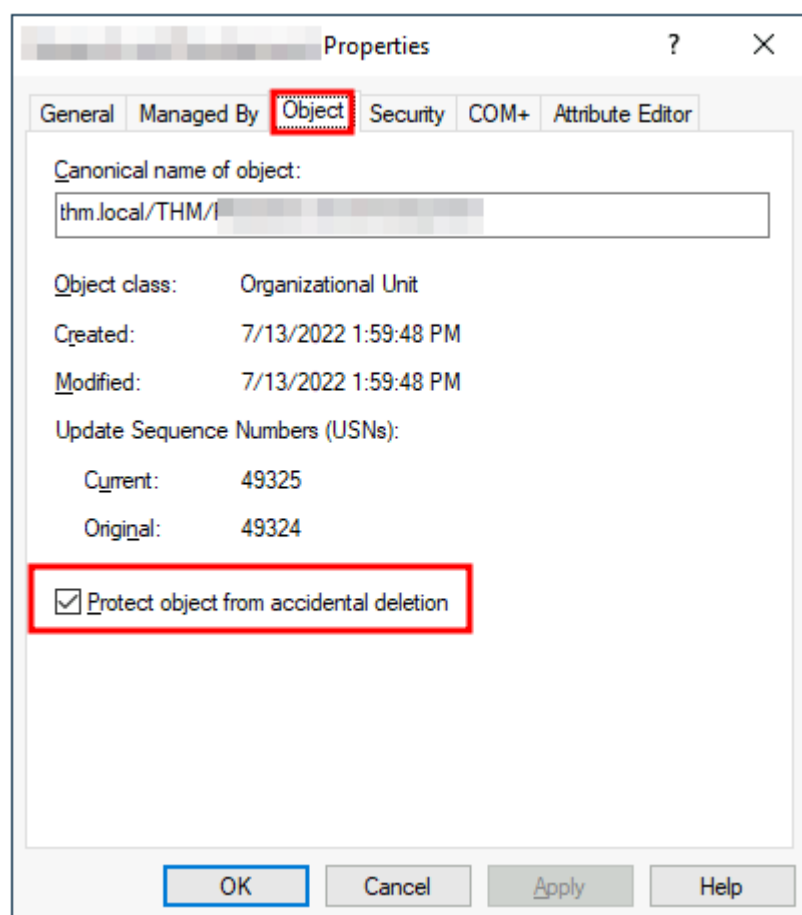 Properties ? ×
General Managed By Object Security COM+ Attribute Editor
Canonical name of object:
thm.local/THM/
Object class: Organizational Unit
Created: 7/13/2022 1:59:48 PM
Modified: 7/13/2022 1:59:48 PM
Update Sequence Numbers (USNs):
Current: 49325
Original: 49324
Protect object from accidental deletion
OK Cancel Apply Help